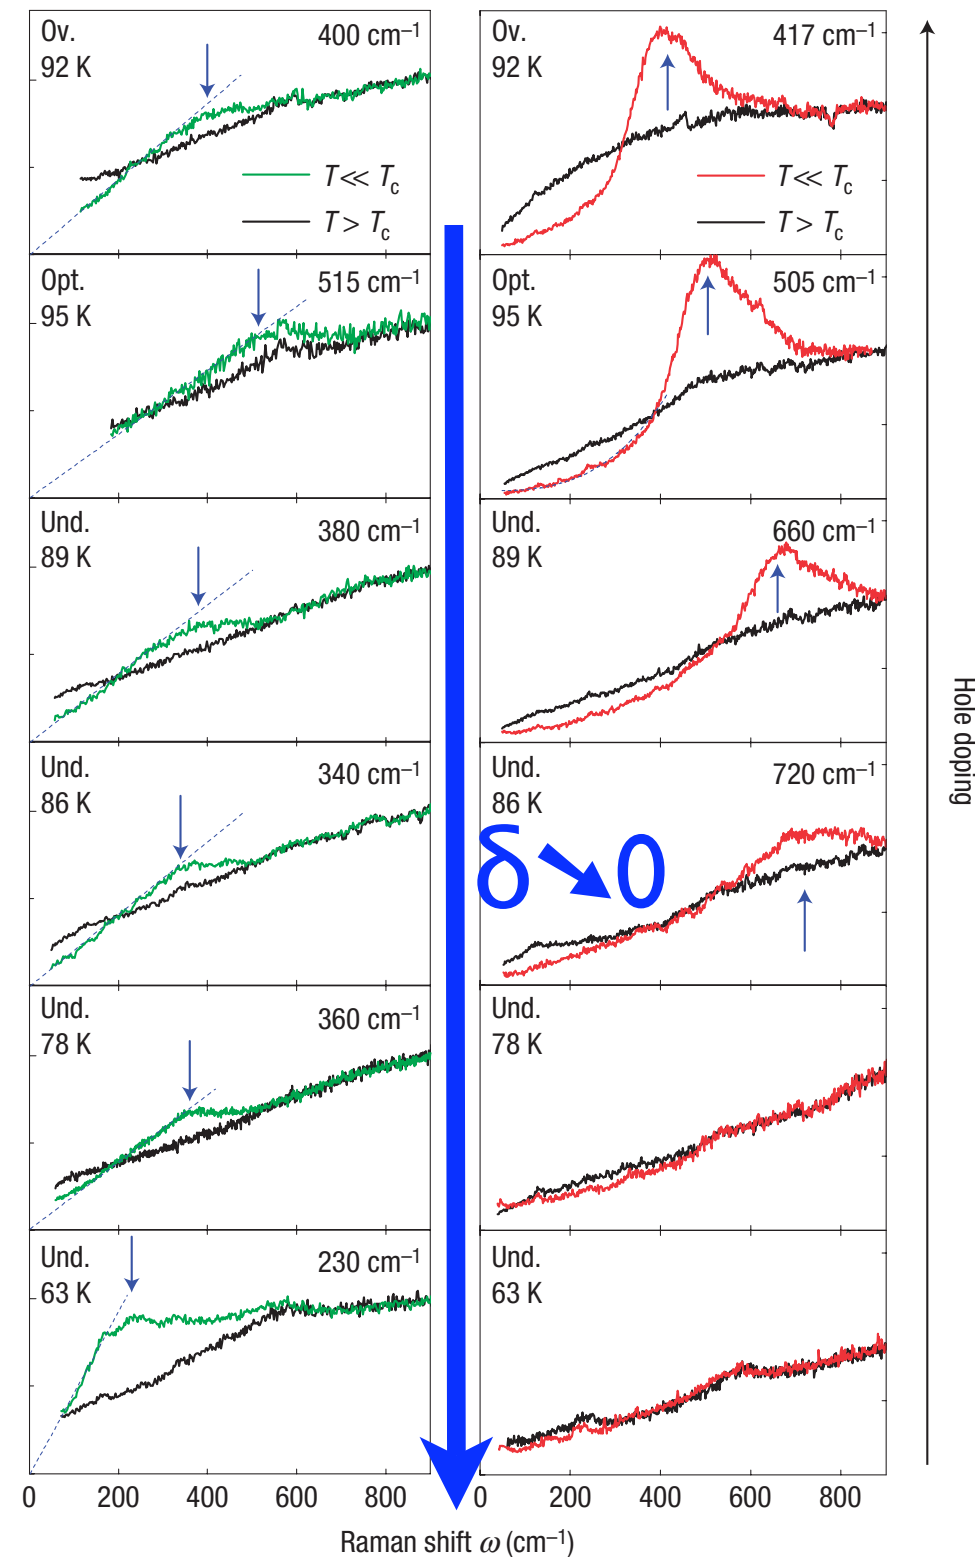 Ov.
92 K
400 cm⁻¹
T ≪ Tc
T > Tc
Ov.
92 K
417 cm⁻¹
T ≪ Tc
T > Tc
Opt.
95 K
515 cm⁻¹
Opt.
95 K
505 cm⁻¹
Und.
89 K
380 cm⁻¹
Und.
89 K
660 cm⁻¹
Und.
86 K
340 cm⁻¹
Und.
86 K
720 cm⁻¹
δ ➘ 0
Und.
78 K
360 cm⁻¹
Und.
78 K
Und.
63 K
230 cm⁻¹
Und.
63 K
0 200 400 600 800
0 200 400 600 800
Raman shift ω (cm⁻¹)
Hole doping